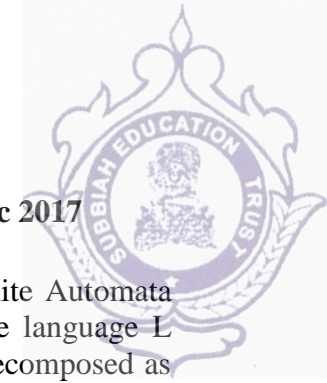 SUBBIAH EDUCATION TRUST
c 2017
ite Automata
e language L
ecomposed as